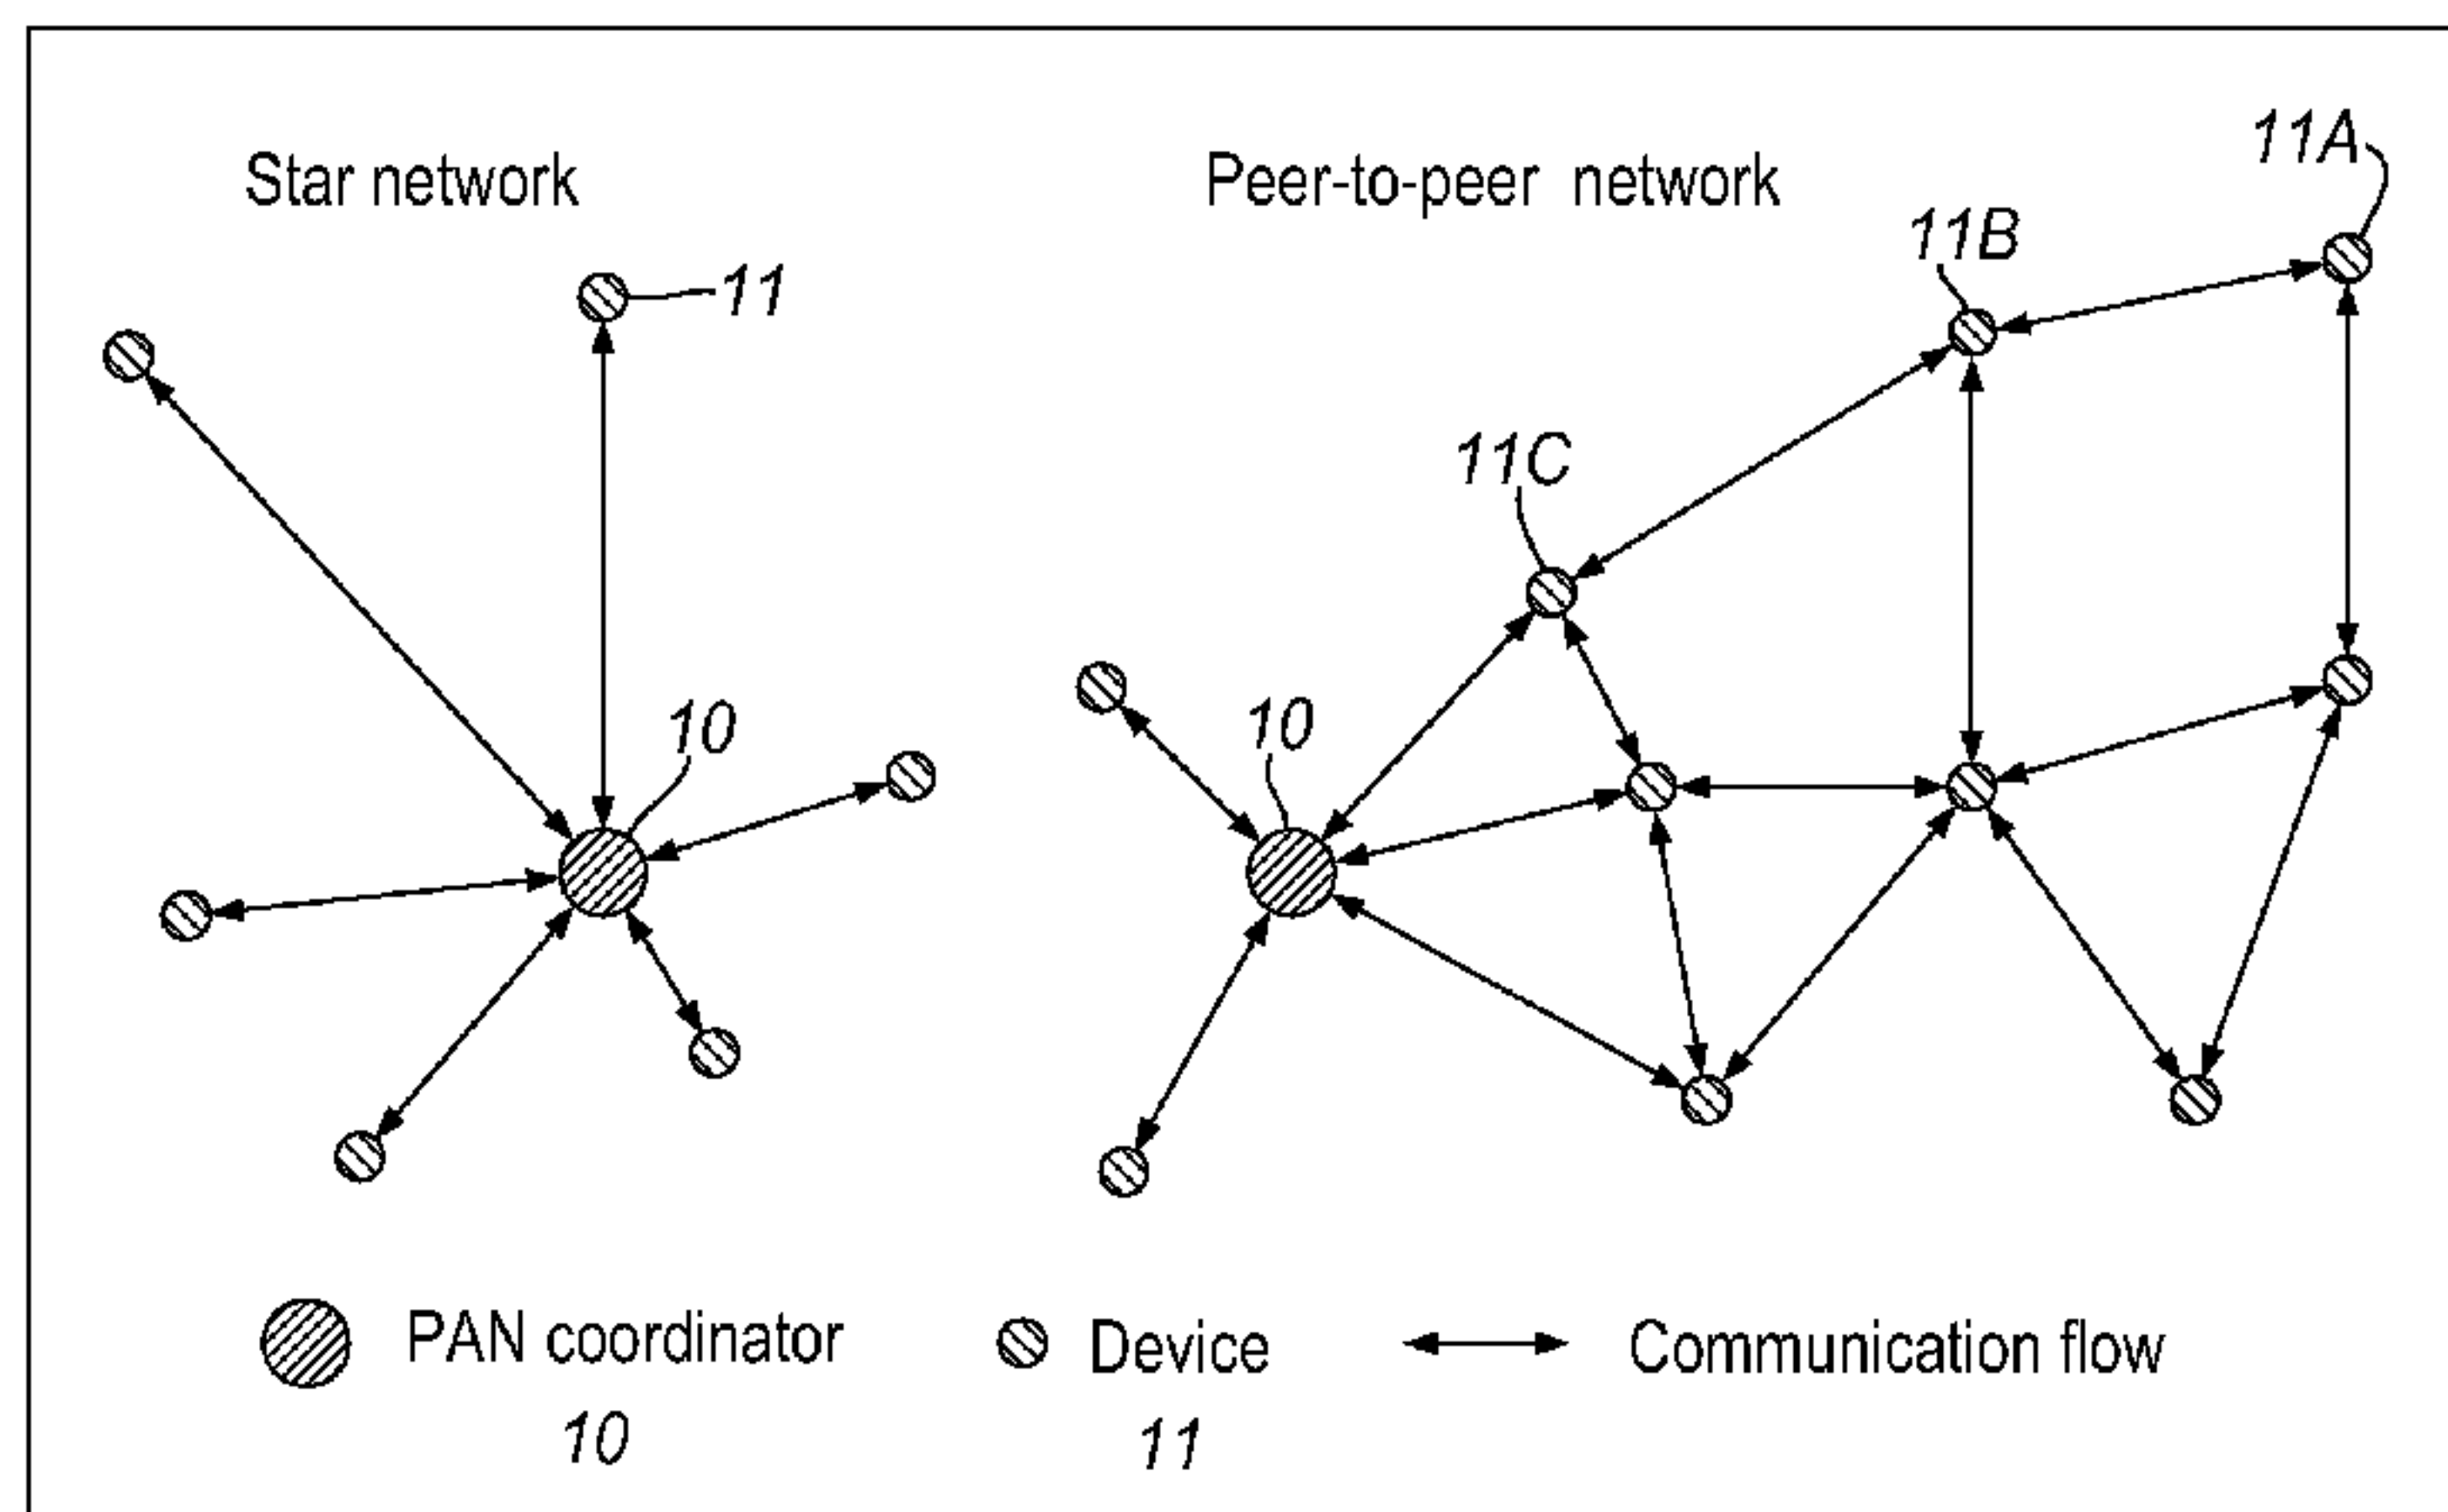 Star network
Peer-to-peer network
11A
11B
11
11C
10
10
PAN coordinator
Device
Communication flow
10
11